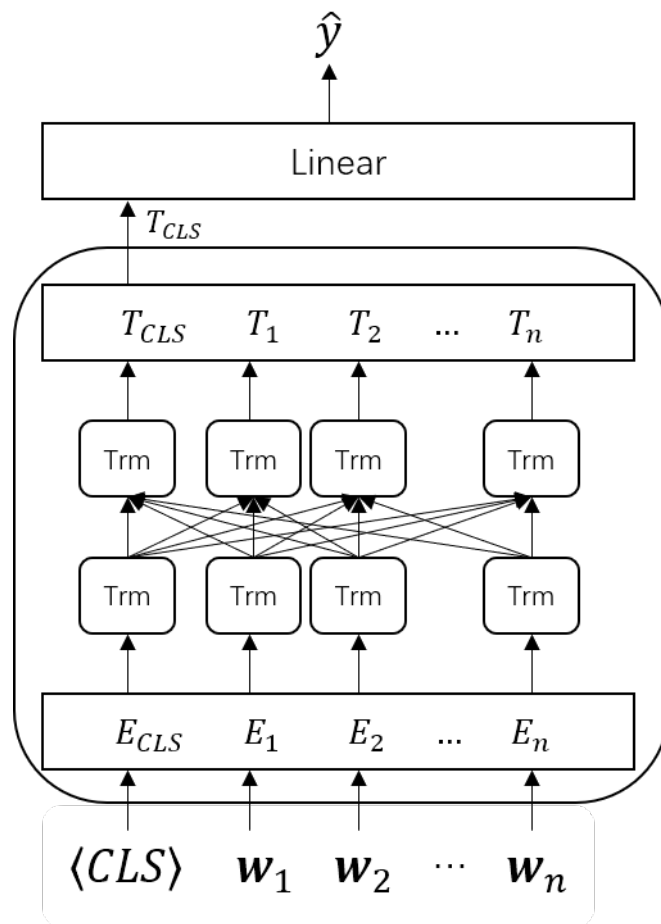 ŷ
Linear
T_CLS
T_CLS T_1 T_2 ... T_n
Trm Trm Trm Trm
Trm Trm Trm Trm
E_CLS E_1 E_2 ... E_n
⟨CLS⟩ w_1 w_2 ⋯ w_n